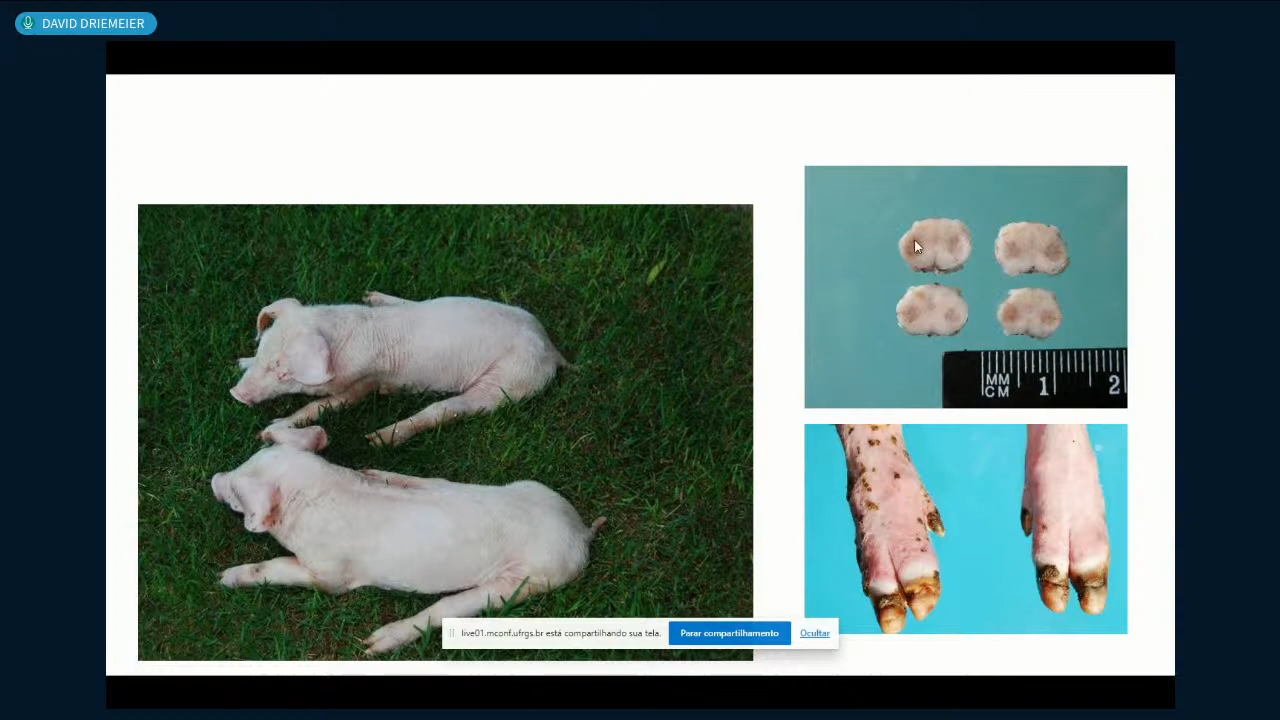 DAVID DRIEMEIER
MM
CM 1 2
live01.mconf.ufrgs.br está compartilhando sua tela. Parar compartilhamento Ocultar